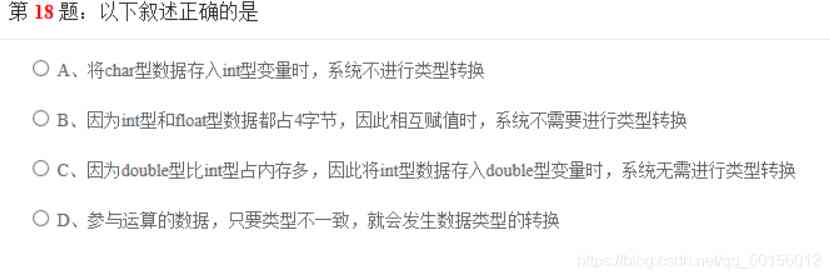 第 18 题：以下叙述正确的是
A、将char型数据存入int型变量时，系统不进行类型转换
B、因为int型和float型数据都占4字节，因此相互赋值时，系统不需要进行类型转换
C、因为double型比int型占内存多，因此将int型数据存入double型变量时，系统无需进行类型转换
D、参与运算的数据，只要类型不一致，就会发生数据类型的转换